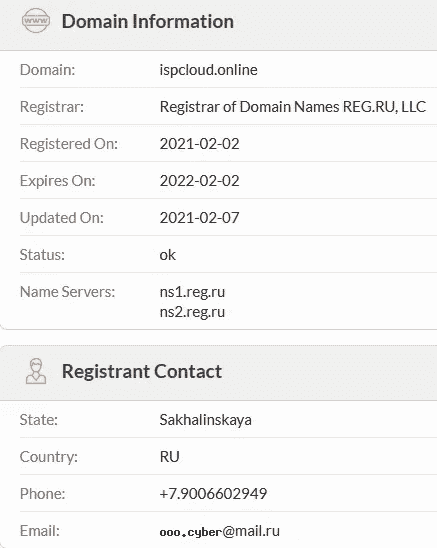 www
Domain Information
Domain: ispcloud.online
Registrar: Registrar of Domain Names REG.RU, LLC
Registered On: 2021-02-02
Expires On: 2022-02-02
Updated On: 2021-02-07
Status: ok
Name Servers: ns1.reg.ru
ns2.reg.ru
Registrant Contact
State: Sakhalinskaya
Country: RU
Phone: +7.9006602949
Email: ooo.cyber@mail.ru